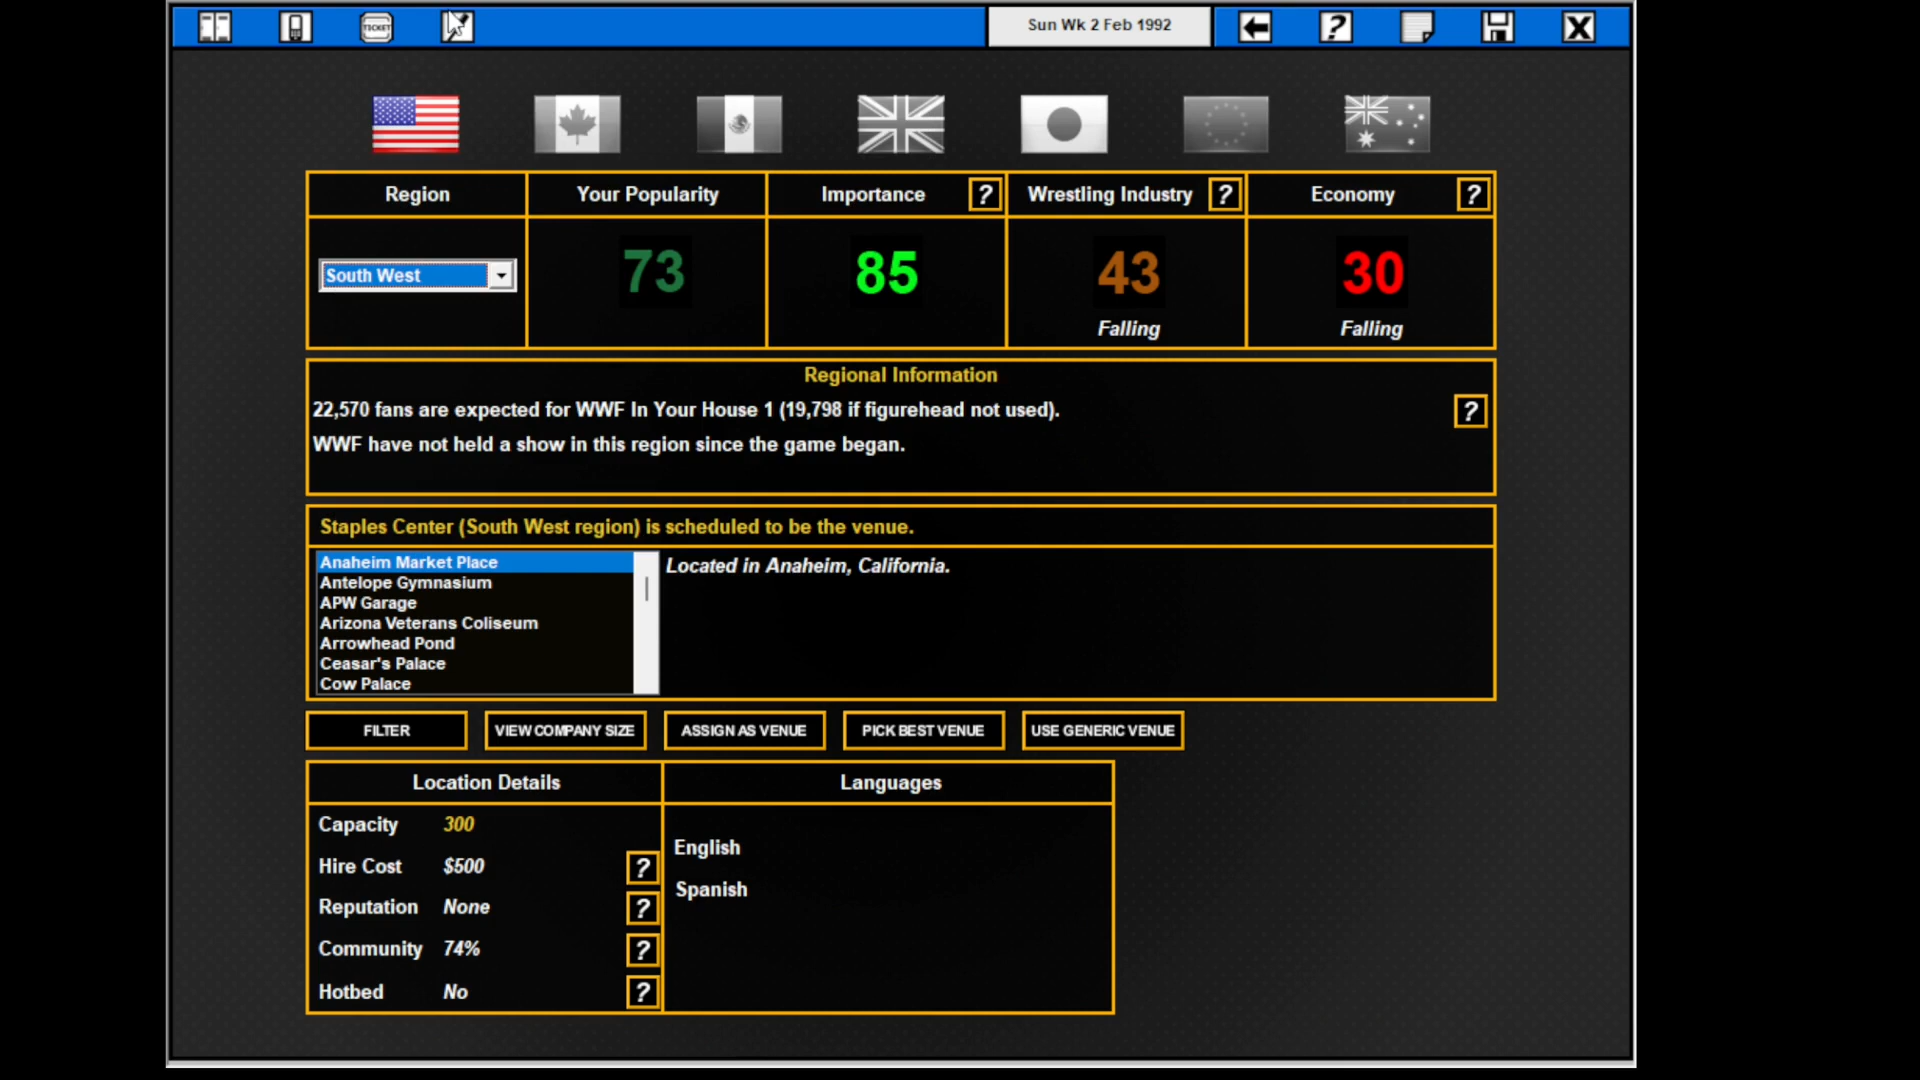 TICKET
Sun Wk 2 Feb 1992
?
X
Region
Your Popularity
Importance ?
Wrestling Industry ?
Economy ?
South West
73
85
43
30
Falling
Falling
Regional Information
22,570 fans are expected for WWF In Your House 1 (19,798 if figurehead not used).
?
WWF have not held a show in this region since the game began.
Staples Center (South West region) is scheduled to be the venue.
Anaheim Market Place
Antelope Gymnasium
APW Garage
Arizona Veterans Coliseum
Arrowhead Pond
Ceasar's Palace
Cow Palace
Located in Anaheim, California.
FILTER
VIEW COMPANY SIZE
ASSIGN AS VENUE
PICK BEST VENUE
USE GENERIC VENUE
Location Details
Capacity 300
Hire Cost $500 ?
Reputation None ?
Community 74% ?
Hotbed No ?
Languages
English
Spanish